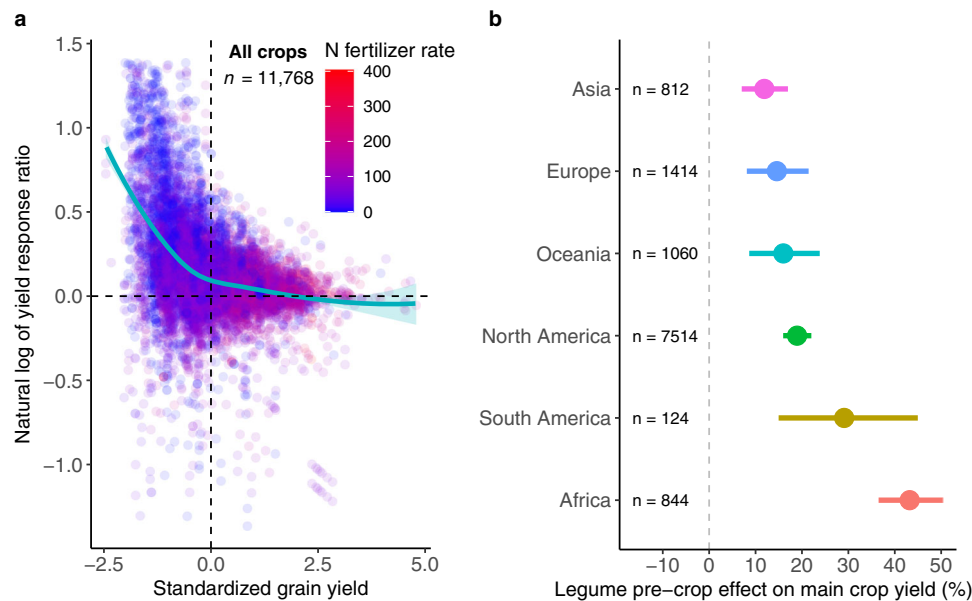 a
Natural log of yield response ratio
1.5
1.0
0.5
0.0
−0.5
−1.0
All crops
n = 11,768
N fertilizer rate
400
300
200
100
0
−2.5 0.0 2.5 5.0
Standardized grain yield
b
Asia n = 812
Europe n = 1414
Oceania n = 1060
North America n = 7514
South America n = 124
Africa n = 844
−10 0 10 20 30 40 50
Legume pre−crop effect on main crop yield (%)